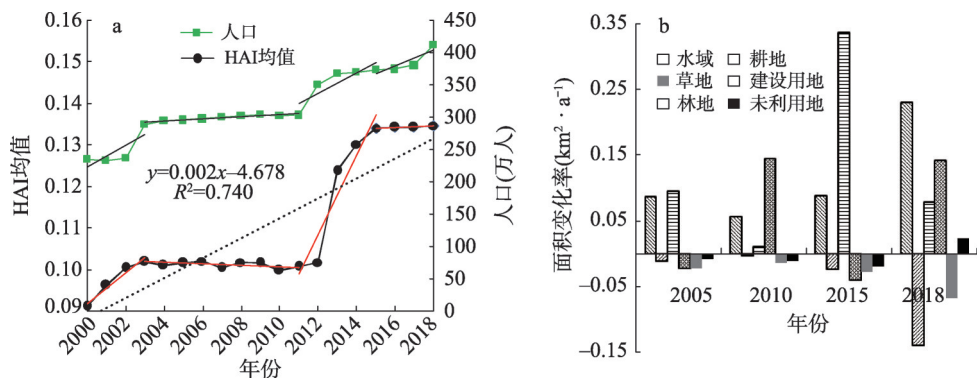 a
人口
HAI均值
y=0.002x–4.678
R²=0.740
HAI均值
0.16
0.15
0.14
0.13
0.12
0.11
0.10
0.09
人口(万人)
450
400
350
300
250
200
150
100
50
0
2000
2002
2004
2006
2008
2010
2012
2014
2016
2018
年份
b
水域
耕地
草地
建设用地
林地
未利用地
面积变化率(km²·a⁻¹)
0.35
0.25
0.15
0.05
–0.05
–0.15
2005
2010
2015
2018
年份